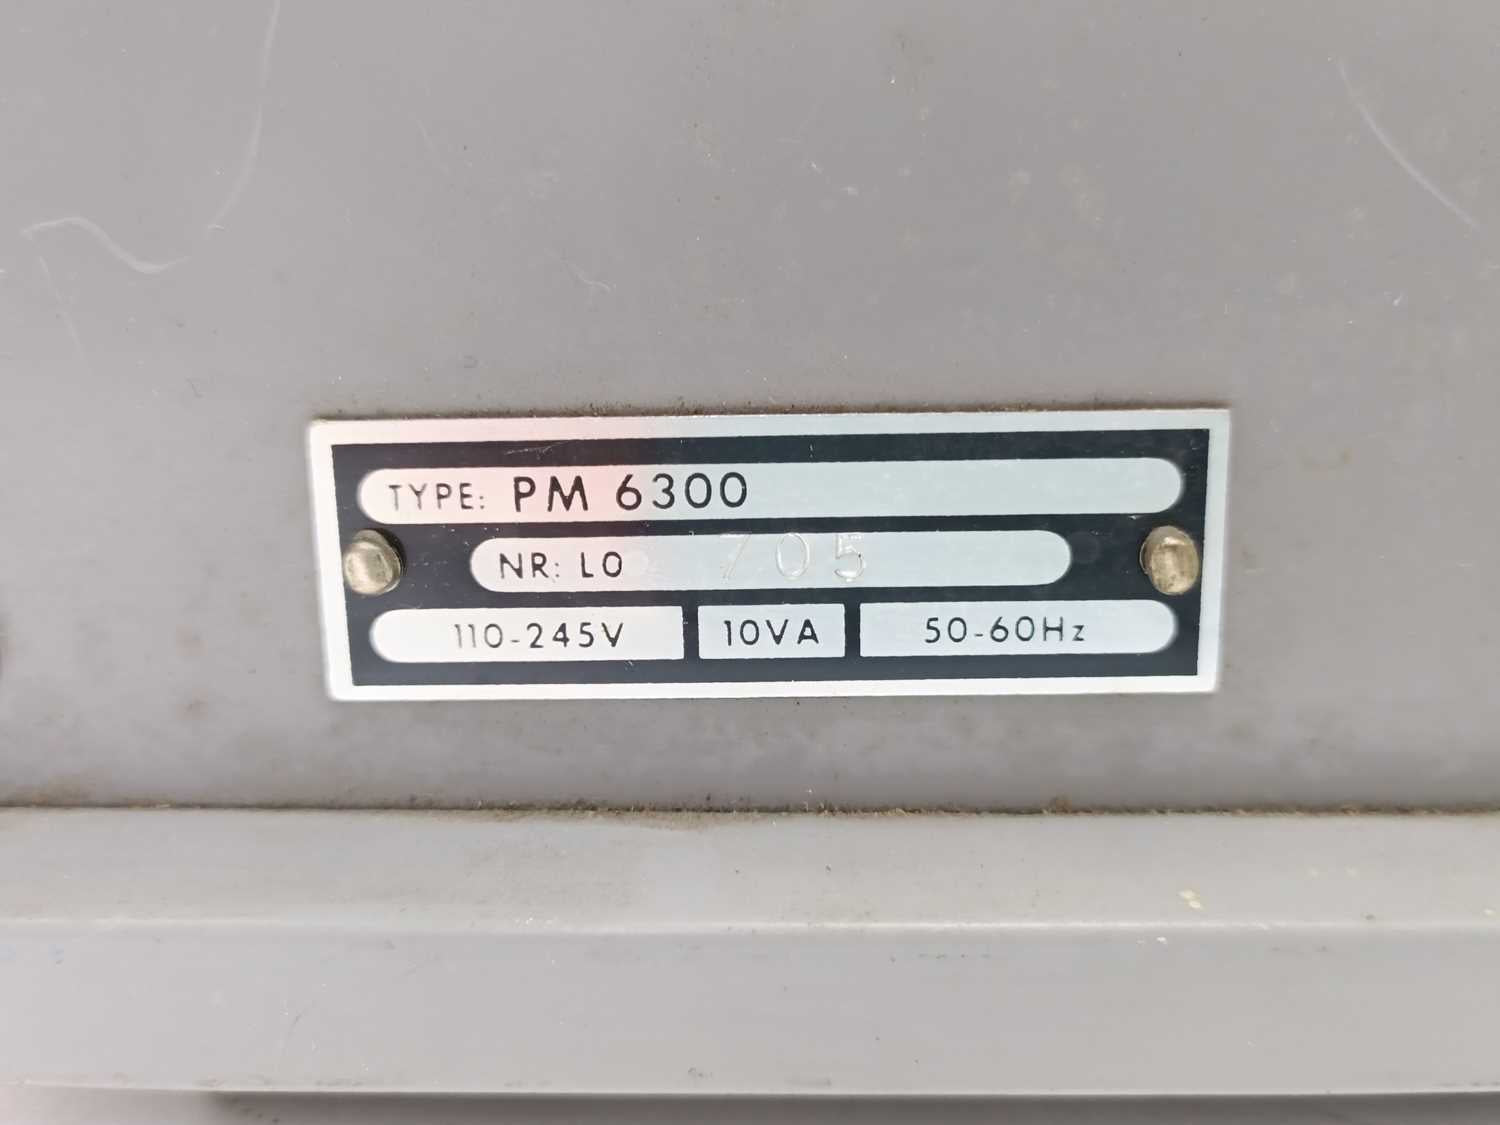 TYPE: PM 6300
NR: LO 705
110-245V 10VA 50-60Hz